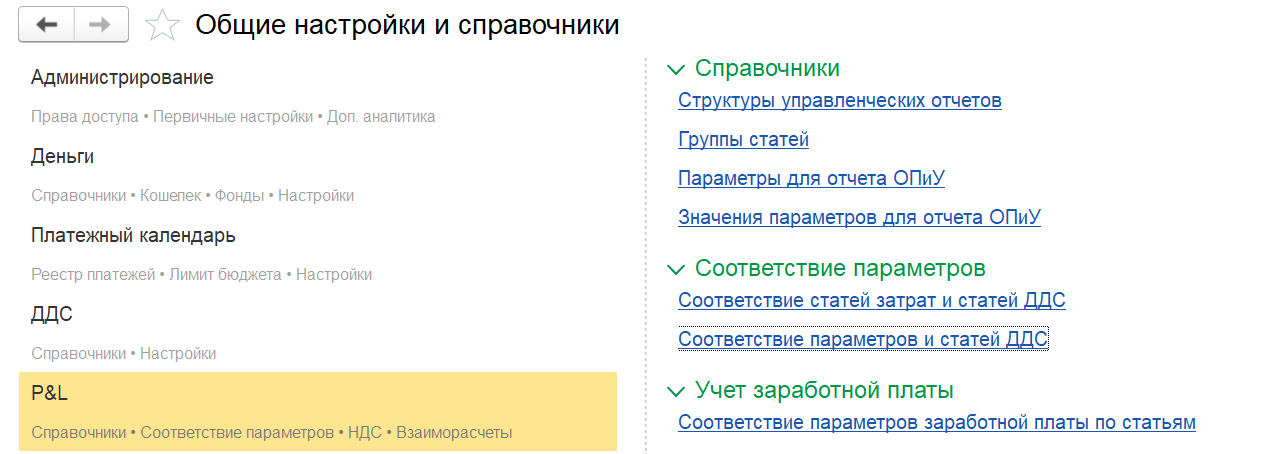 Общие настройки и справочники
Администрирование
Права доступа • Первичные настройки • Доп. аналитика
Деньги
Справочники • Кошелек • Фонды • Настройки
Платежный календарь
Реестр платежей • Лимит бюджета • Настройки
ДДС
Справочники • Настройки
P&L
Справочники • Соответствие параметров • НДС • Взаиморасчеты
Справочники
Структуры управленческих отчетов
Группы статей
Параметры для отчета ОПиУ
Значения параметров для отчета ОПиУ
Соответствие параметров
Соответствие статей затрат и статей ДДС
Соответствие параметров и статей ДДС
Учет заработной платы
Соответствие параметров заработной платы по статьям